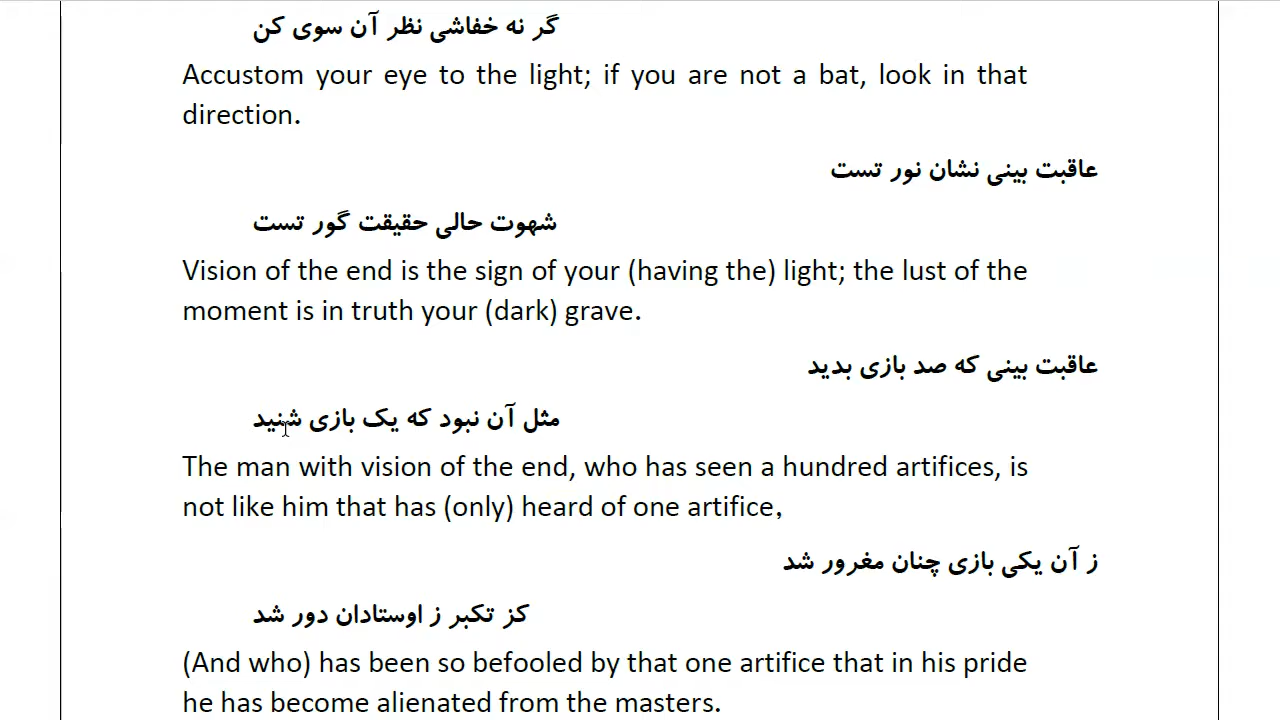 گر نه خفاشی نظر آن سوی کن
Accustom your eye to the light; if you are not a bat, look in that
direction.
عاقبت بینی نشان نور تست
شهوت حالی حقیقت گور تست
Vision of the end is the sign of your (having the) light; the lust of the
moment is in truth your (dark) grave.
عاقبت بینی که صد بازی بدید
مثل آن نبود که یک بازی شنید
The man with vision of the end, who has seen a hundred artifices, is
not like him that has (only) heard of one artifice,
ز آن یکی بازی چنان مغرور شد
کز تکبر ز اوستادان دور شد
(And who) has been so befooled by that one artifice that in his pride
he has become alienated from the masters.